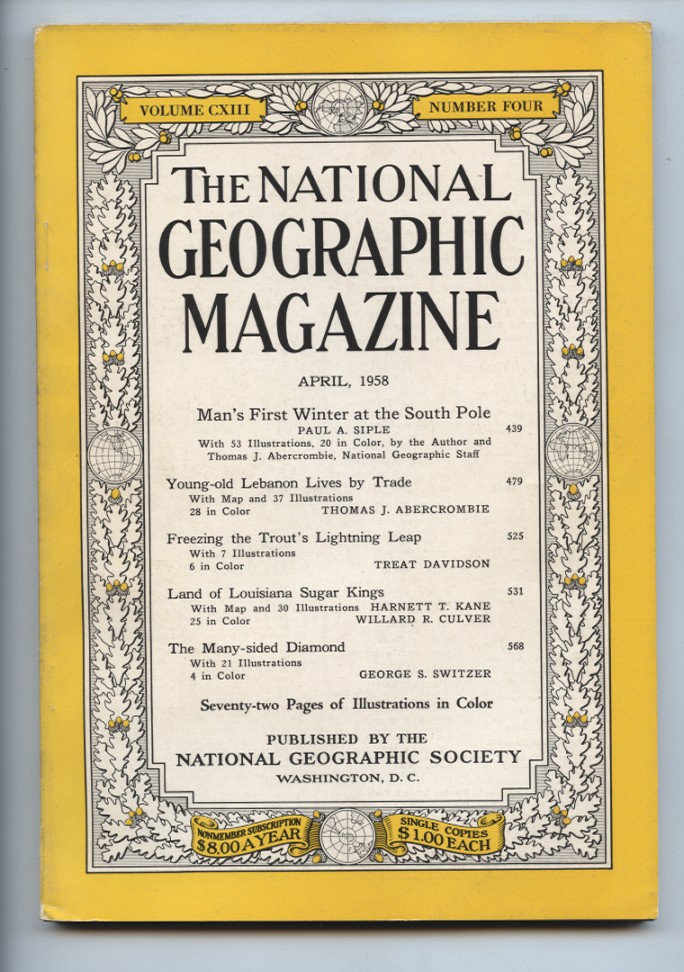 VOLUME CXIII
NUMBER FOUR
THE NATIONAL
GEOGRAPHIC
MAGAZINE
APRIL, 1958
Man's First Winter at the South Pole
PAUL A. SIPLE 439
With 53 Illustrations, 20 in Color, by the Author and
Thomas J. Abercrombie, National Geographic Staff
Young-old Lebanon Lives by Trade 479
With Map and 37 Illustrations
28 in Color THOMAS J. ABERCROMBIE
Freezing the Trout's Lightning Leap 525
With 7 Illustrations
6 in Color TREAT DAVIDSON
Land of Louisiana Sugar Kings 531
With Map and 30 Illustrations HARNETT T. KANE
25 in Color WILLARD R. CULVER
The Many-sided Diamond 568
With 21 Illustrations
4 in Color GEORGE S. SWITZER
Seventy-two Pages of Illustrations in Color
PUBLISHED BY THE
NATIONAL GEOGRAPHIC SOCIETY
WASHINGTON, D. C.
NONMEMBER SUBSCRIPTION
$8.00 A YEAR
SINGLE COPIES
$1.00 EACH